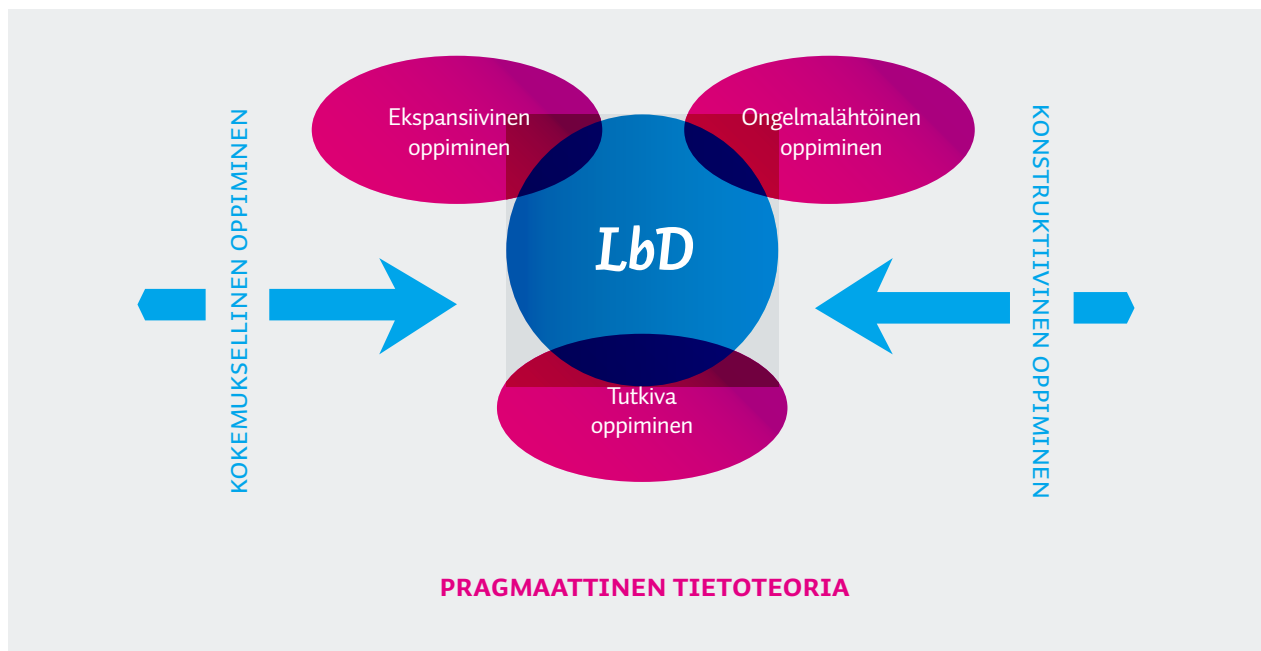 Ekspansiivinen
oppiminen
Ongelmalähtöinen
oppiminen
KOKEMUKSELLINEN OPPIMINEN
LbD
KONSTRUKTIIVINEN OPPIMINEN
Tutkiva
oppiminen
PRAGMAATTINEN TIETOTEORIA